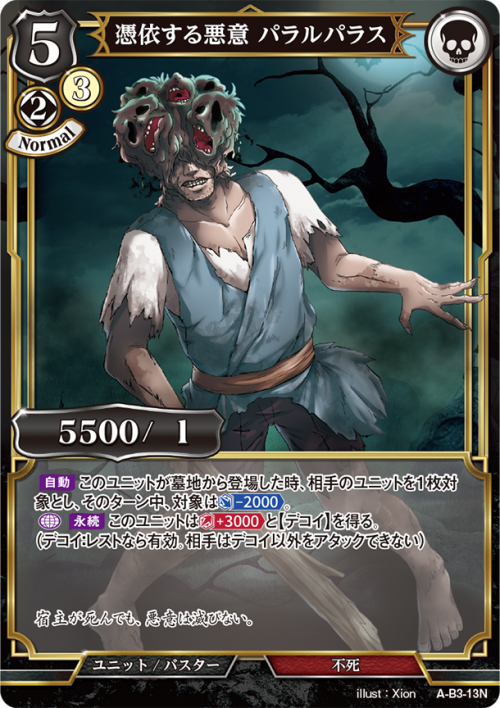 5
憑依する悪意 パラルパラス
3
2
Normal
5500/ 1
自動 このユニットが墓地から登場した時、相手のユニットを1枚対
象とし、そのターン中、対象は-2000。
永続 このユニットは+3000と【デコイ】を得る。
(デコイ:レストなら有効。相手はデコイ以外をアタックできない)
宿主が死んでも、悪意は滅びない。
ユニット / バスター
不死
illust : Xion
A-B3-13N